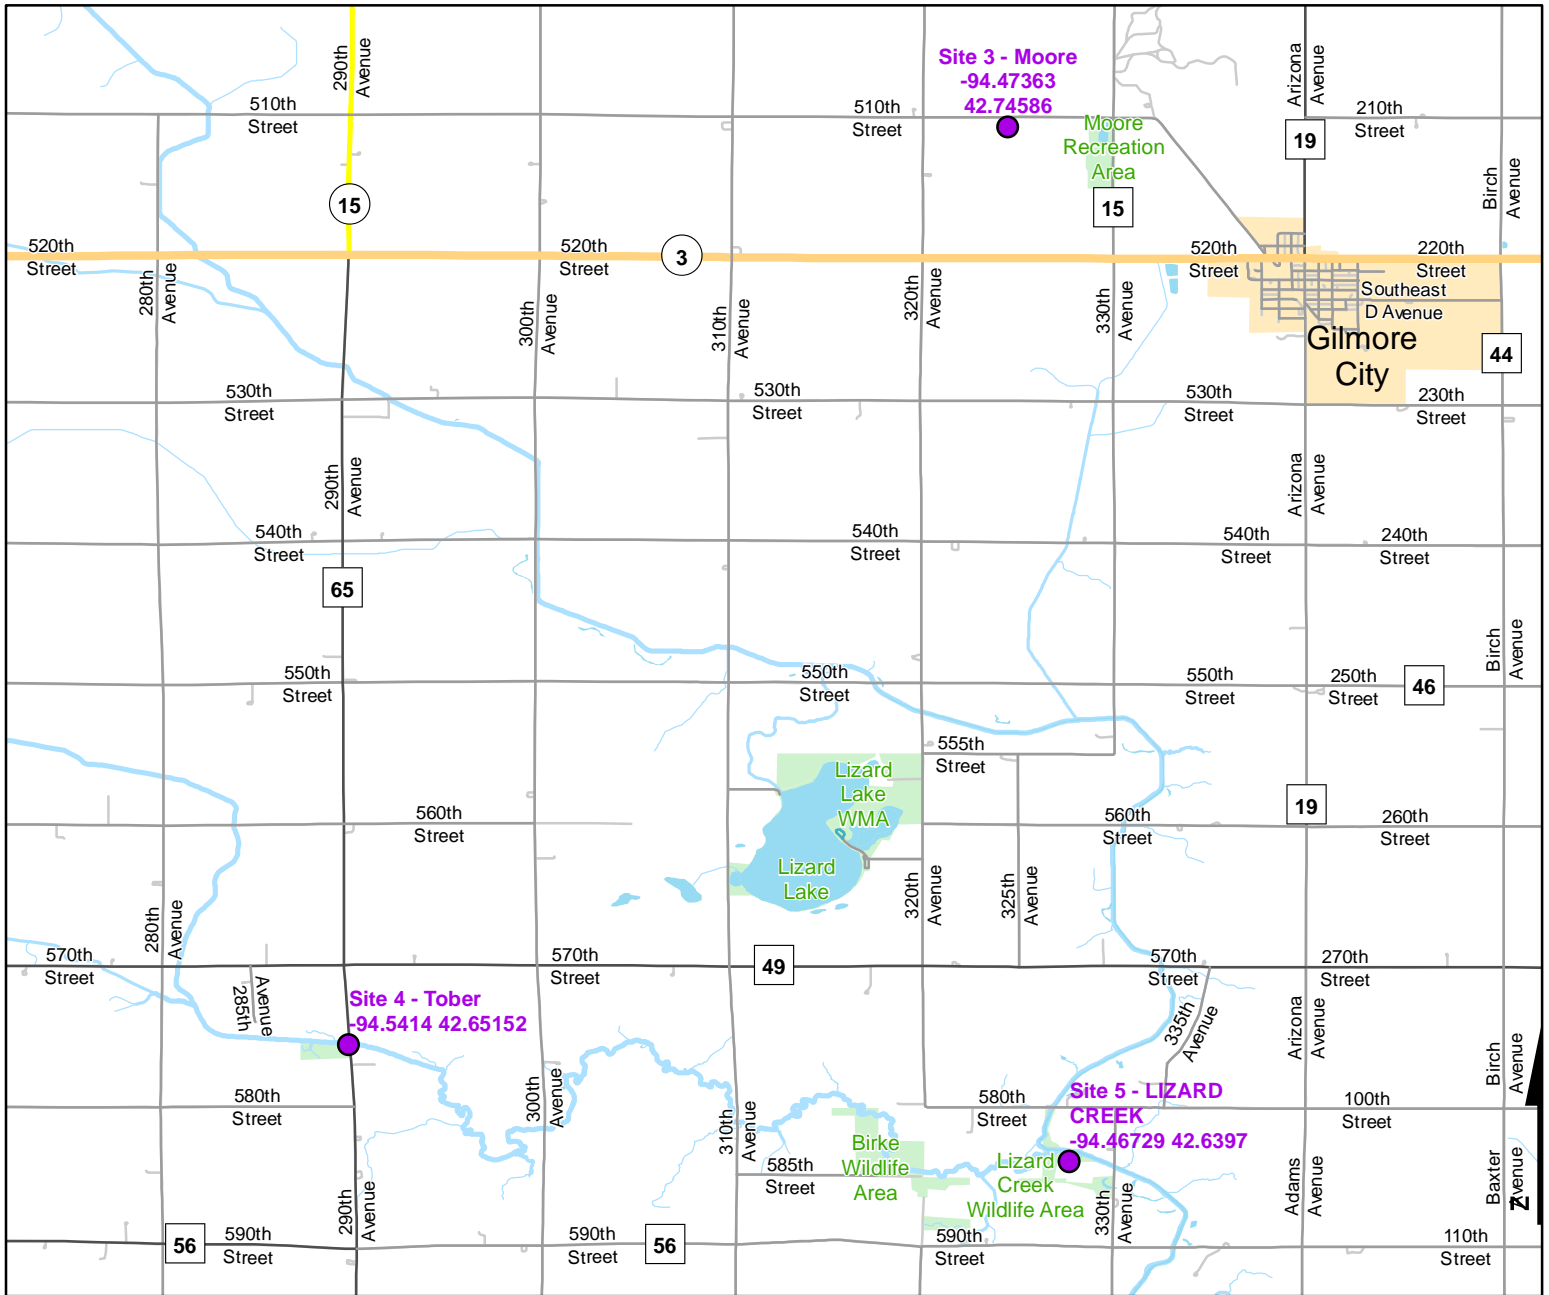 290th
Avenue
Site 3 - Moore
-94.47363
42.74586
Arizona
Avenue
510th
Street
510th
Street
210th
Street
Moore
Recreation
Area
19
15
15
Birch
Avenue
520th
Street
520th
Street
3
520th
Street
220th
Street
280th
Avenue
300th
Avenue
310th
Avenue
320th
Avenue
330th
Avenue
Southeast
D Avenue
Gilmore
City
44
530th
Street
530th
Street
530th
Street
230th
Street
290th
Avenue
Arizona
Avenue
540th
Street
540th
Street
540th
Street
240th
Street
65
Birch
Avenue
550th
Street
550th
Street
550th
Street
250th
Street
46
555th
Street
Lizard
Lake
WMA
560th
Street
560th
Street
19
260th
Street
Lizard
Lake
280th
Avenue
320th
Avenue
325th
Avenue
570th
Street
570th
Street
49
570th
Street
270th
Street
285th
Avenue
Site 4 - Tober
-94.5414 42.65152
335th
Avenue
Arizona
Avenue
Birch
Avenue
580th
Street
300th
Avenue
310th
Avenue
580th
Street
Site 5 - LIZARD
CREEK
-94.46729 42.6397
100th
Street
Birke
Wildlife
Area
585th
Street
Lizard
Creek
Wildlife Area
290th
Avenue
330th
Avenue
Adams
Avenue
Baxter
Avenue
N
56
590th
Street
590th
Street
56
590th
Street
110th
Street